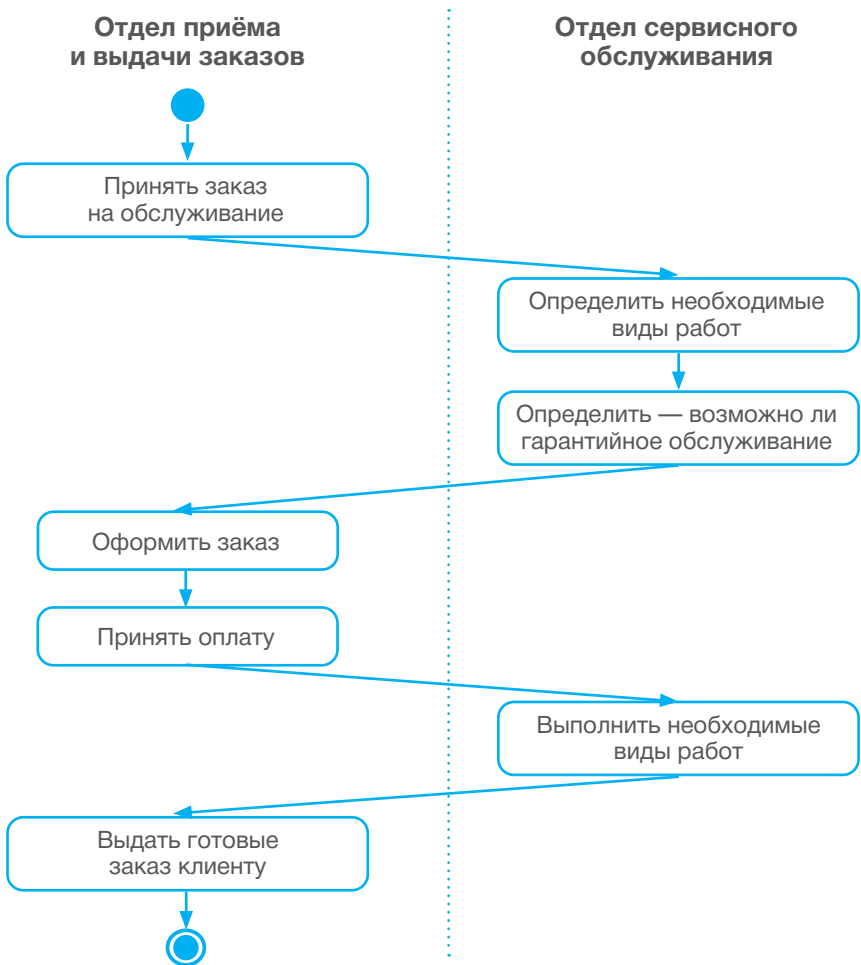 Отдел приёма
и выдачи заказов
Отдел сервисного
обслуживания
Принять заказ
на обслуживание
Определить необходимые
виды работ
Определить — возможно ли
гарантийное обслуживание
Оформить заказ
Принять оплату
Выполнить необходимые
виды работ
Выдать готовые
заказ клиенту